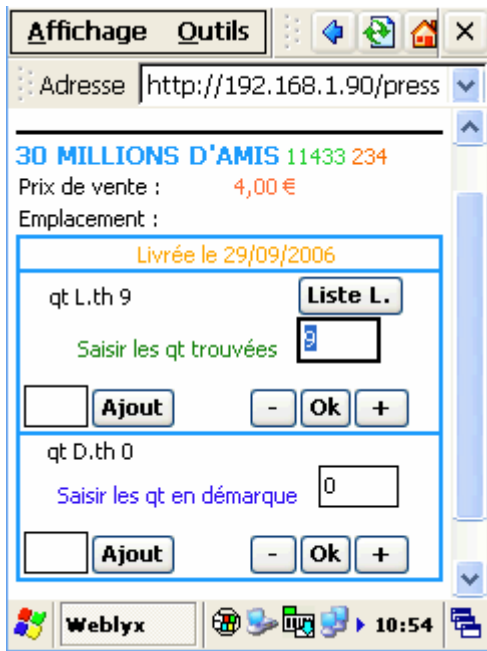 Affichage Outils
Adresse http://192.168.1.90/press
30 MILLIONS D'AMIS 11433 234
Prix de vente : 4,00 €
Emplacement :
Livrée le 29/09/2006
qt L.th 9 Liste L.
Saisir les qt trouvées 9
Ajout - Ok +
qt D.th 0
Saisir les qt en démarque 0
Ajout - Ok +
Weblyx 10:54